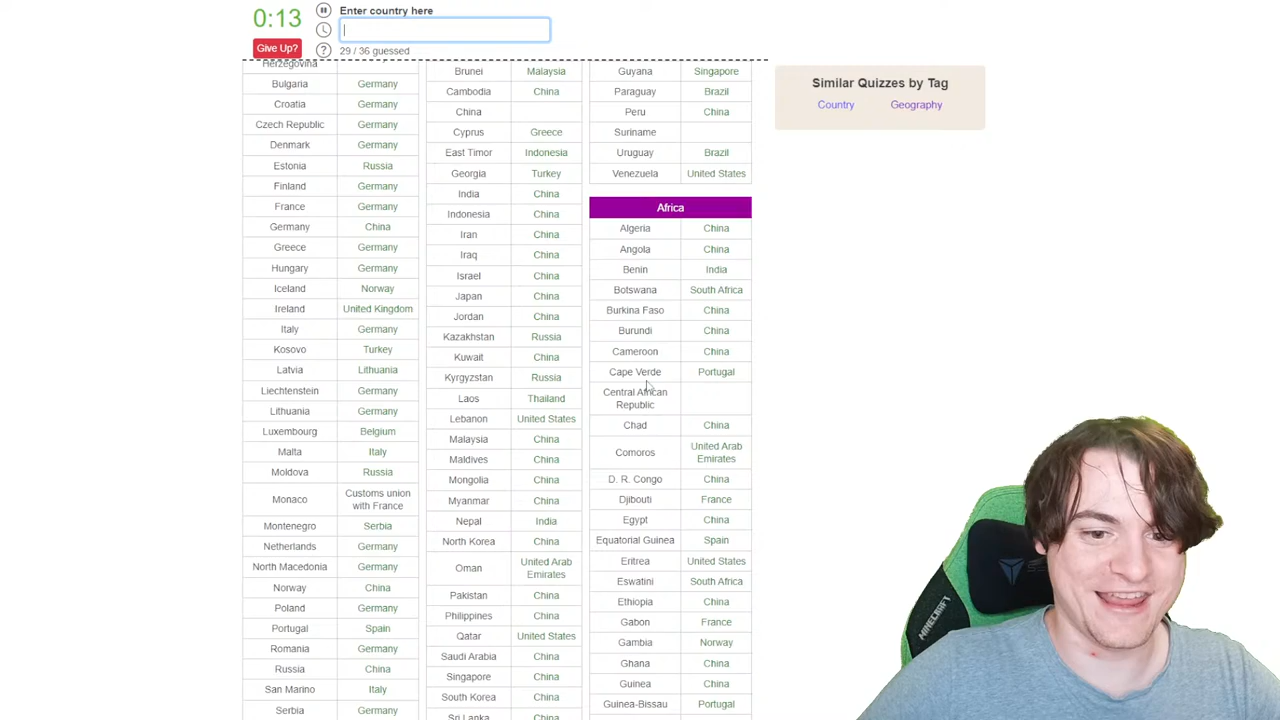 0:13
Enter country here
Give Up?
?
29 / 36 guessed
Herzegovina
Bulgaria Germany
Croatia Germany
Czech Republic Germany
Denmark Germany
Estonia Russia
Finland Germany
France Germany
Germany China
Greece Germany
Hungary Germany
Iceland Norway
Ireland United Kingdom
Italy Germany
Kosovo Turkey
Latvia Lithuania
Liechtenstein Germany
Lithuania Germany
Luxembourg Belgium
Malta Italy
Moldova Russia
Monaco Customs union
with France
Montenegro Serbia
Netherlands Germany
North Macedonia Germany
Norway China
Poland Germany
Portugal Spain
Romania Germany
Russia China
San Marino Italy
Serbia Germany
Brunei Malaysia
Cambodia China
China
Cyprus Greece
East Timor Indonesia
Georgia Turkey
India China
Indonesia China
Iran China
Iraq China
Israel China
Japan China
Jordan China
Kazakhstan Russia
Kuwait China
Kyrgyzstan Russia
Laos Thailand
Lebanon United States
Malaysia China
Maldives China
Mongolia China
Myanmar China
Nepal India
North Korea China
Oman United Arab
Emirates
Pakistan China
Philippines China
Qatar United States
Saudi Arabia China
Singapore China
South Korea China
Sri Lanka China
Guyana Singapore
Paraguay Brazil
Peru China
Suriname
Uruguay Brazil
Venezuela United States
Africa
Algeria China
Angola China
Benin India
Botswana South Africa
Burkina Faso China
Burundi China
Cameroon China
Cape Verde Portugal
Central African
Republic
Chad China
Comoros United Arab
Emirates
D. R. Congo China
Djibouti France
Egypt China
Equatorial Guinea Spain
Eritrea United States
Eswatini South Africa
Ethiopia China
Gabon France
Gambia Norway
Ghana China
Guinea China
Guinea-Bissau Portugal
Similar Quizzes by Tag
Country Geography
MINECRAFT